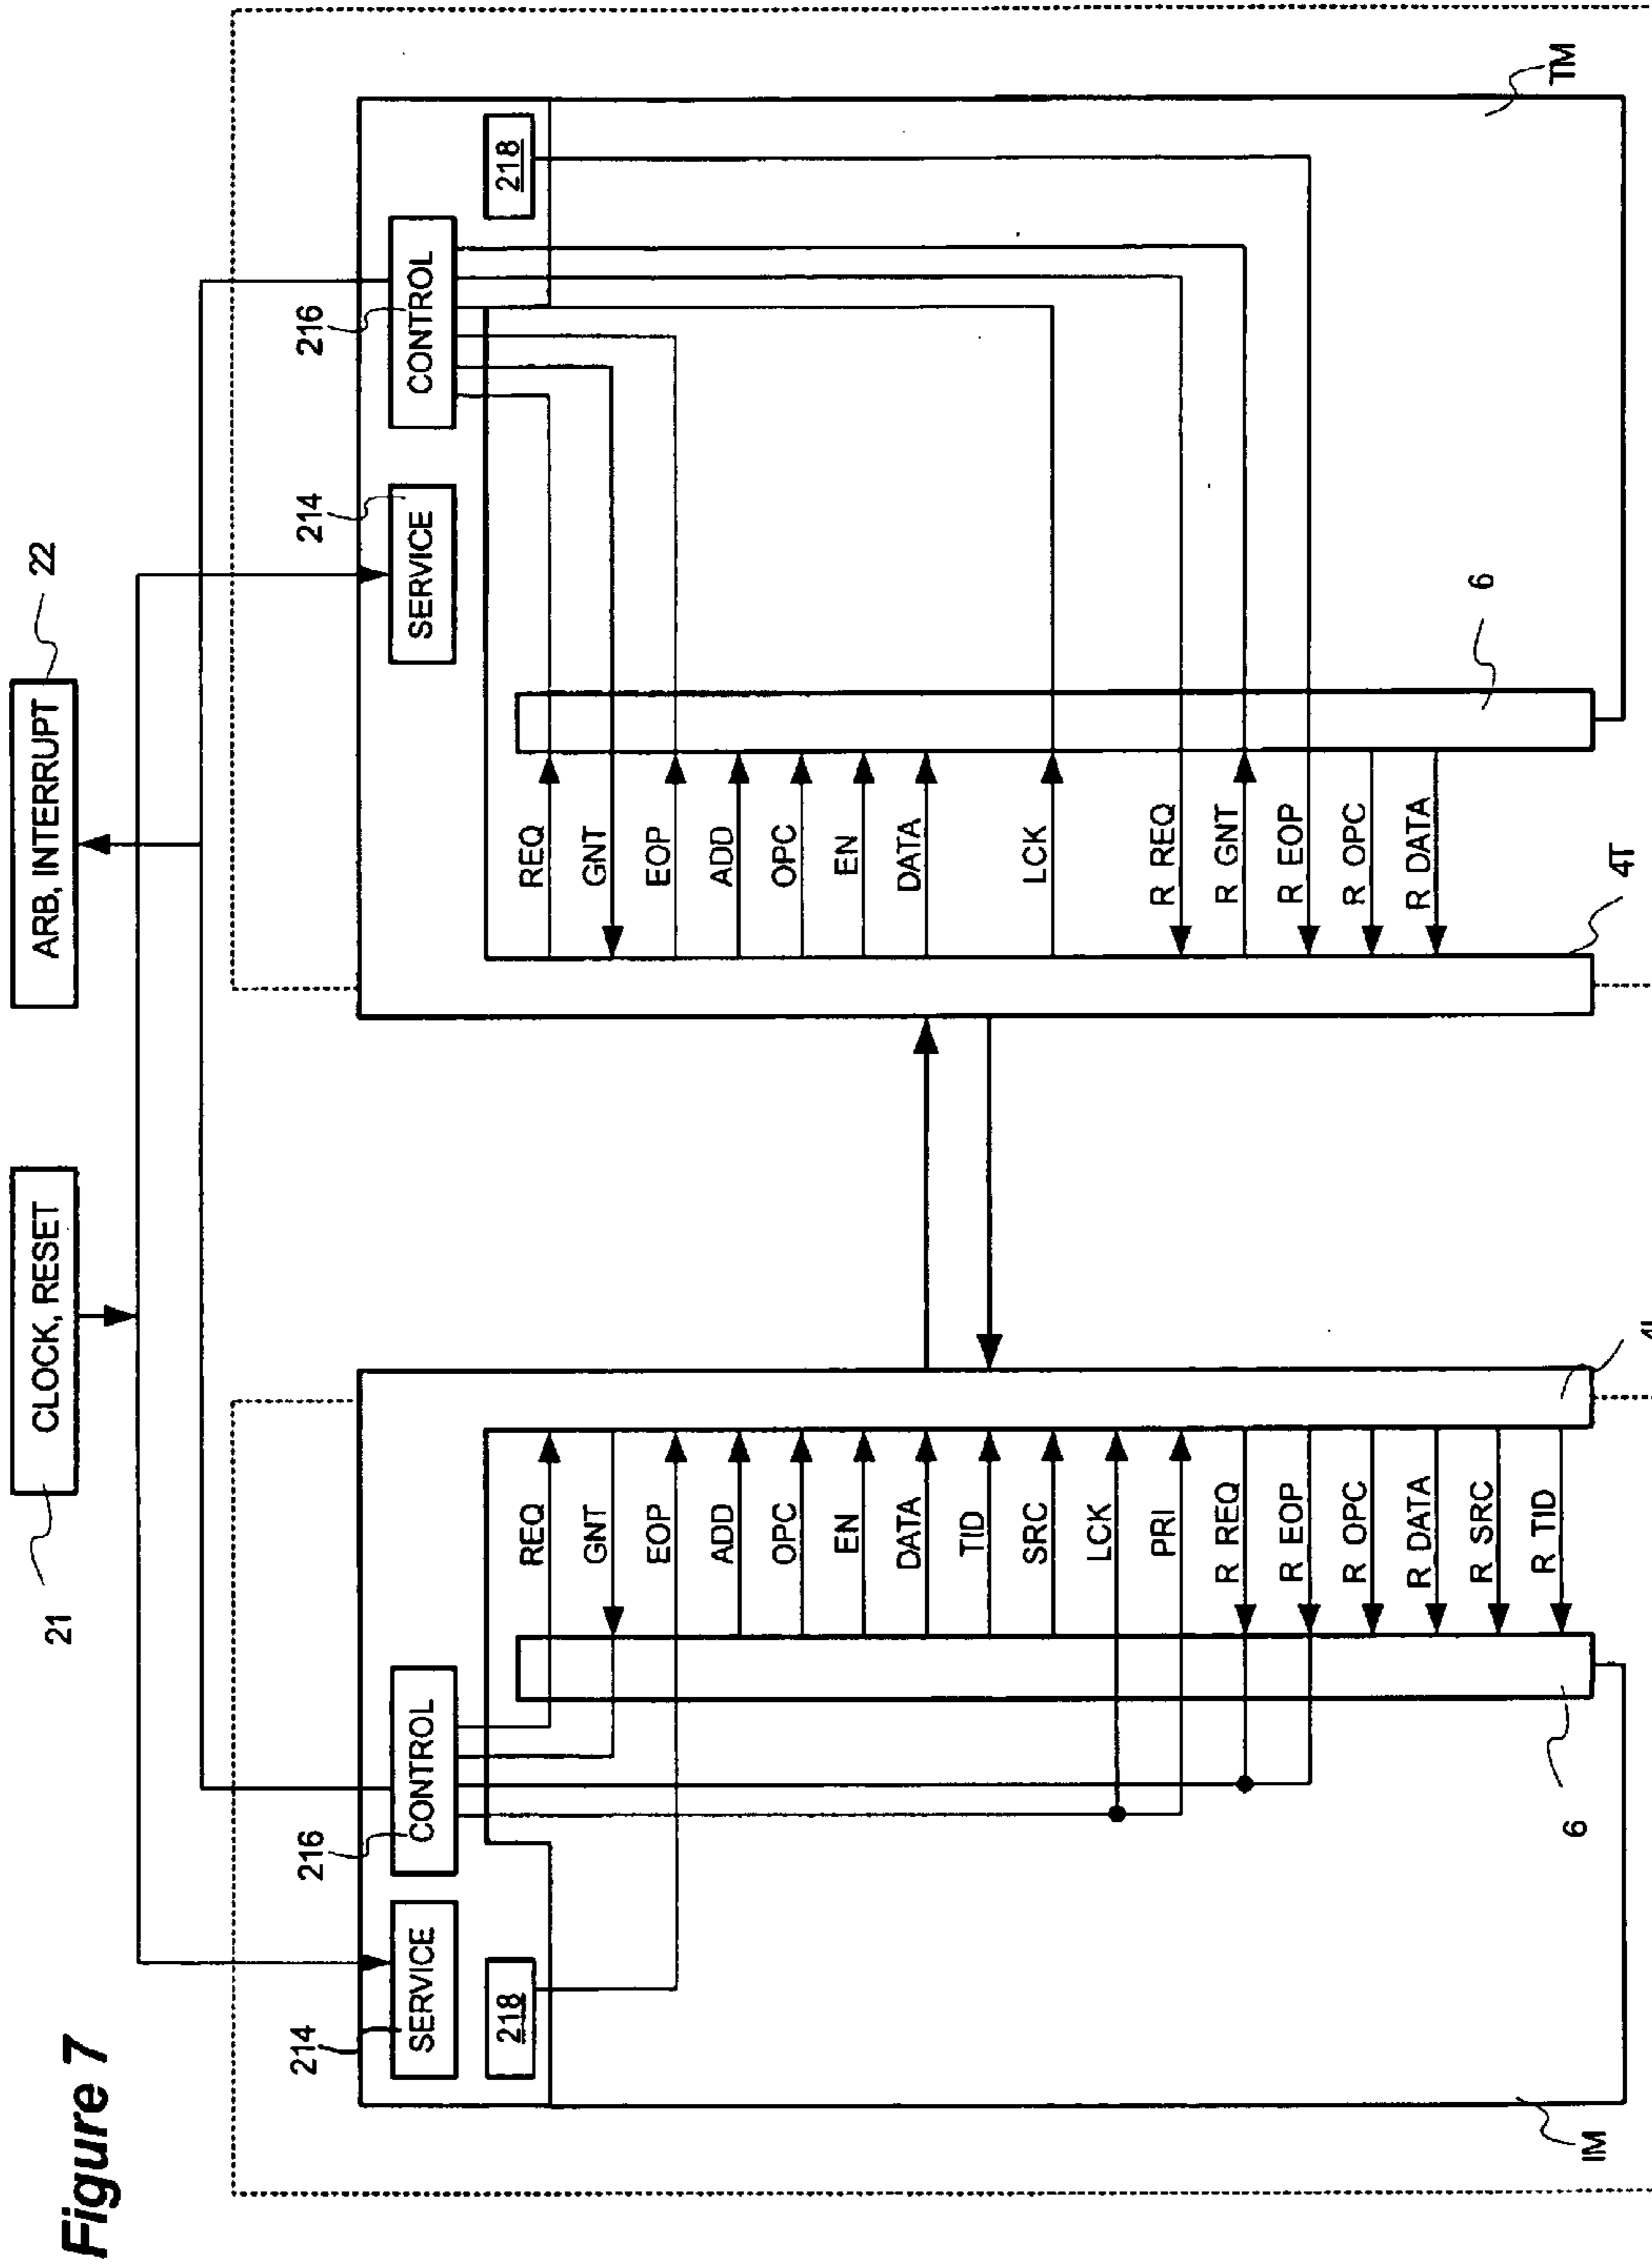 Figure 7
21
CLOCK, RESET
ARB, INTERRUPT
22
214
SERVICE
216
CONTROL
218
REQ
GNT
EOP
ADD
OPC
EN
DATA
TID
SRC
LCK
PRI
R REQ
R EOP
R OPC
R DATA
R SRC
R TID
6
IM
214
SERVICE
216
CONTROL
218
REQ
GNT
EOP
ADD
OPC
EN
DATA
LCK
R REQ
R GNT
R EOP
R OPC
R DATA
6
4T
TM